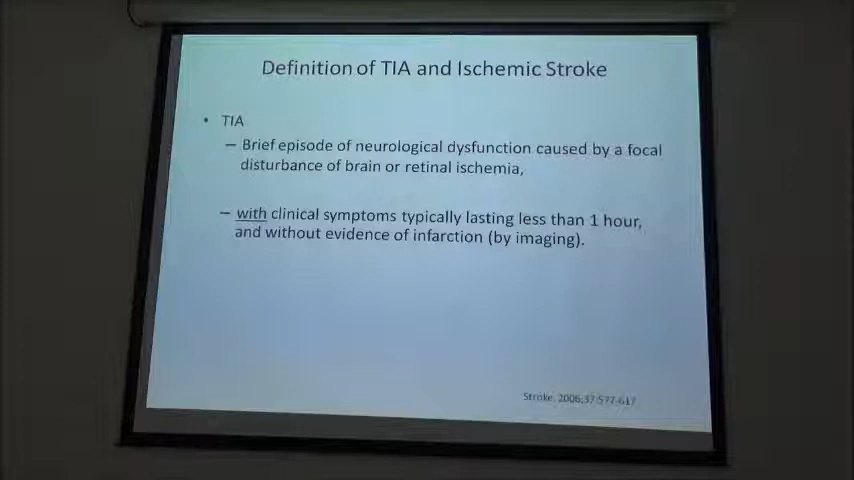 Definition of TIA and Ischemic Stroke
• TIA
– Brief episode of neurological dysfunction caused by a focal
disturbance of brain or retinal ischemia,
– with clinical symptoms typically lasting less than 1 hour,
and without evidence of infarction (by imaging).
Stroke. 2006;37:577-617